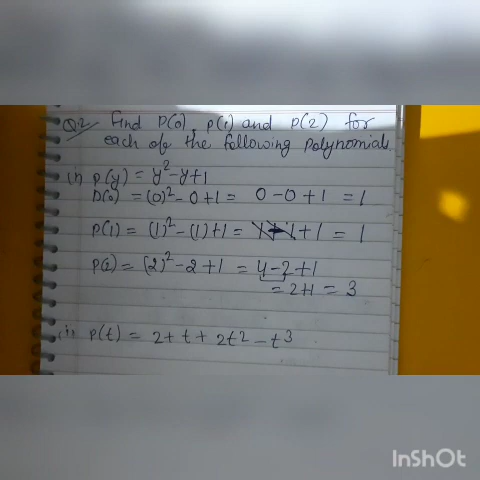 Q.2 Find P(0), p(1) and p(2) for
each of the following polynomials
(i) p(y) = y²-y+1
p(0) = (0)²-0+1 = 0-0+1 = 1
p(1) = (1)²-(1)+1 = 1-1+1 = 1
p(2) = (2)²-2+1 = 4-2+1
= 2+1 = 3
(ii) p(t) = 2+t+2t²-t³
InShOt